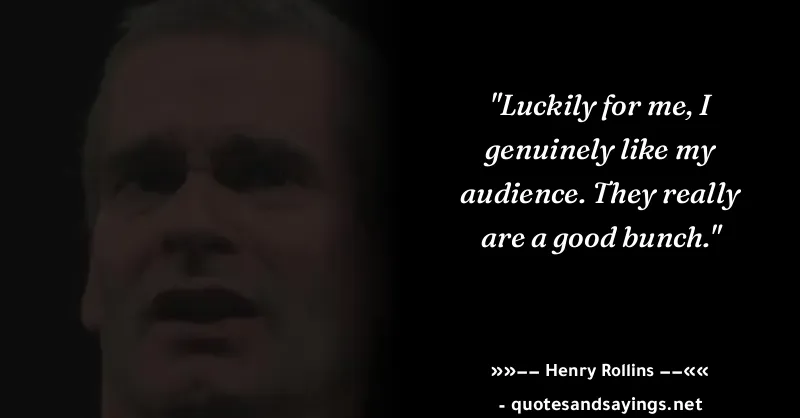 "Luckily for me, I
genuinely like my
audience. They really
are a good bunch."
»»−− Henry Rollins −−««
- quotesandsayings.net